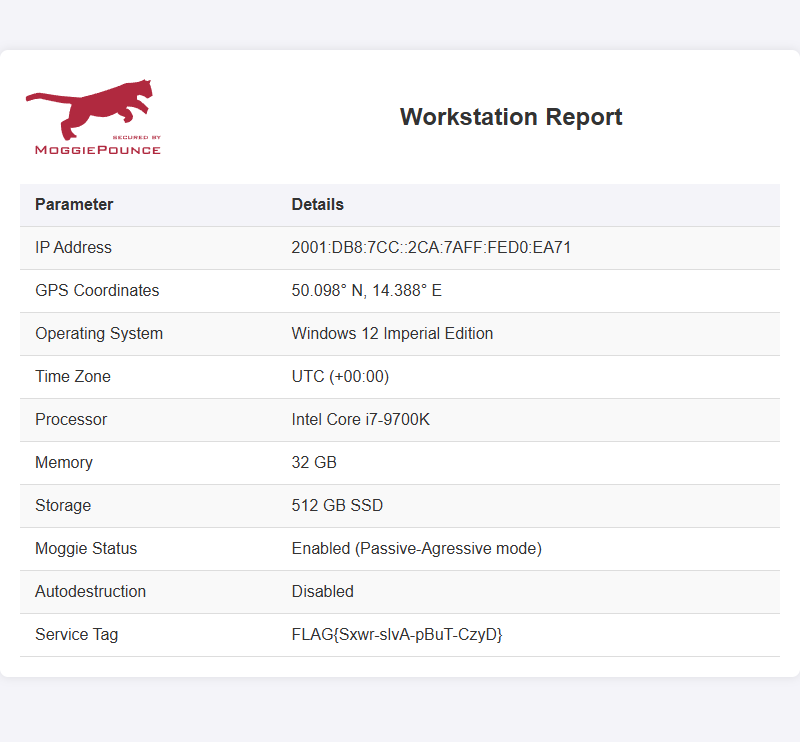 SECURED BY
MOGGIEPOUNCE
Workstation Report
Parameter Details
IP Address 2001:DB8:7CC::2CA:7AFF:FED0:EA71
GPS Coordinates 50.098° N, 14.388° E
Operating System Windows 12 Imperial Edition
Time Zone UTC (+00:00)
Processor Intel Core i7-9700K
Memory 32 GB
Storage 512 GB SSD
Moggie Status Enabled (Passive-Agressive mode)
Autodestruction Disabled
Service Tag FLAG{Sxwr-slvA-pBuT-CzyD}